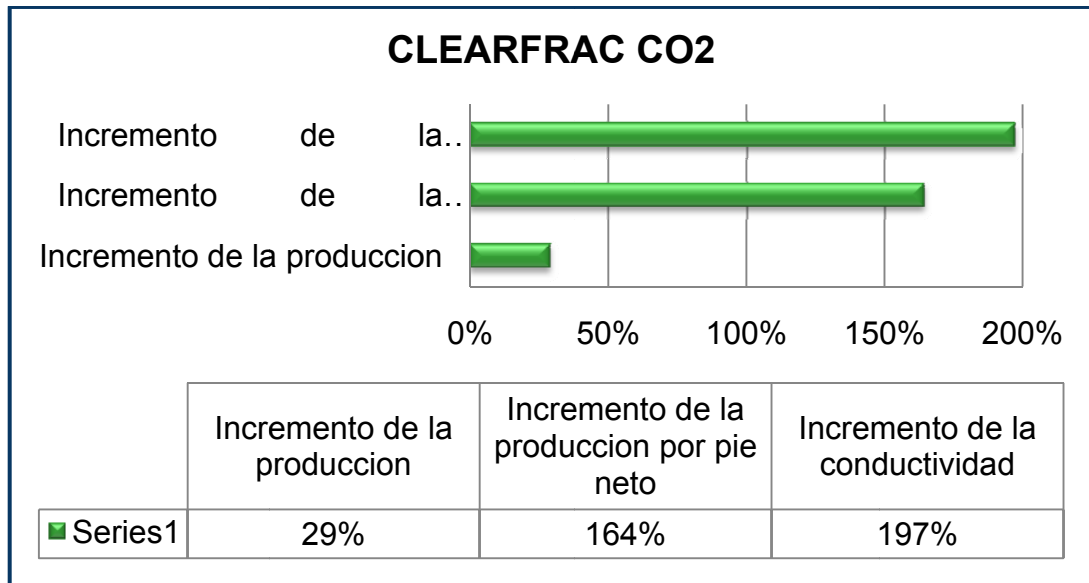 CLEARFRAC CO2
Incremento de la..
Incremento de la..
Incremento de la produccion
0% 50% 100% 150% 200%
Incremento de la
produccion
Incremento de la
produccion por pie
neto
Incremento de la
conductividad
Series1 29% 164% 197%